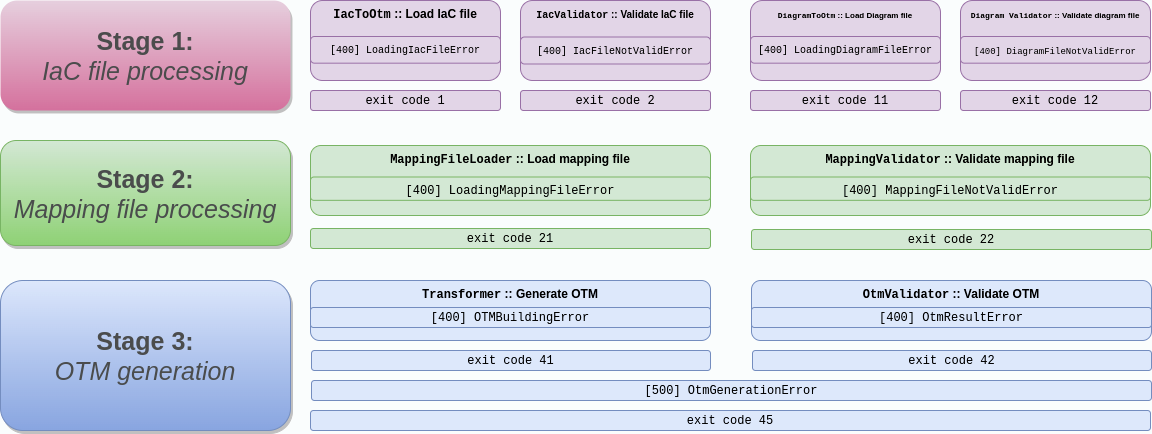 Stage 1:
IaC file processing
IacToOtm :: Load IaC file
[400] LoadingIacFileError
exit code 1
IacValidator :: Validate IaC file
[400] IacFileNotValidError
exit code 2
DiagramToOtm :: Load Diagram file
[400] LoadingDiagramFileError
exit code 11
Diagram Validator :: Validate diagram file
[400] DiagramFileNotValidError
exit code 12
Stage 2:
Mapping file processing
MappingFileLoader :: Load mapping file
[400] LoadingMappingFileError
exit code 21
MappingValidator :: Validate mapping file
[400] MappingFileNotValidError
exit code 22
Stage 3:
OTM generation
Transformer :: Generate OTM
[400] OTMBuildingError
exit code 41
OtmValidator :: Validate OTM
[400] OtmResultError
exit code 42
[500] OtmGenerationError
exit code 45